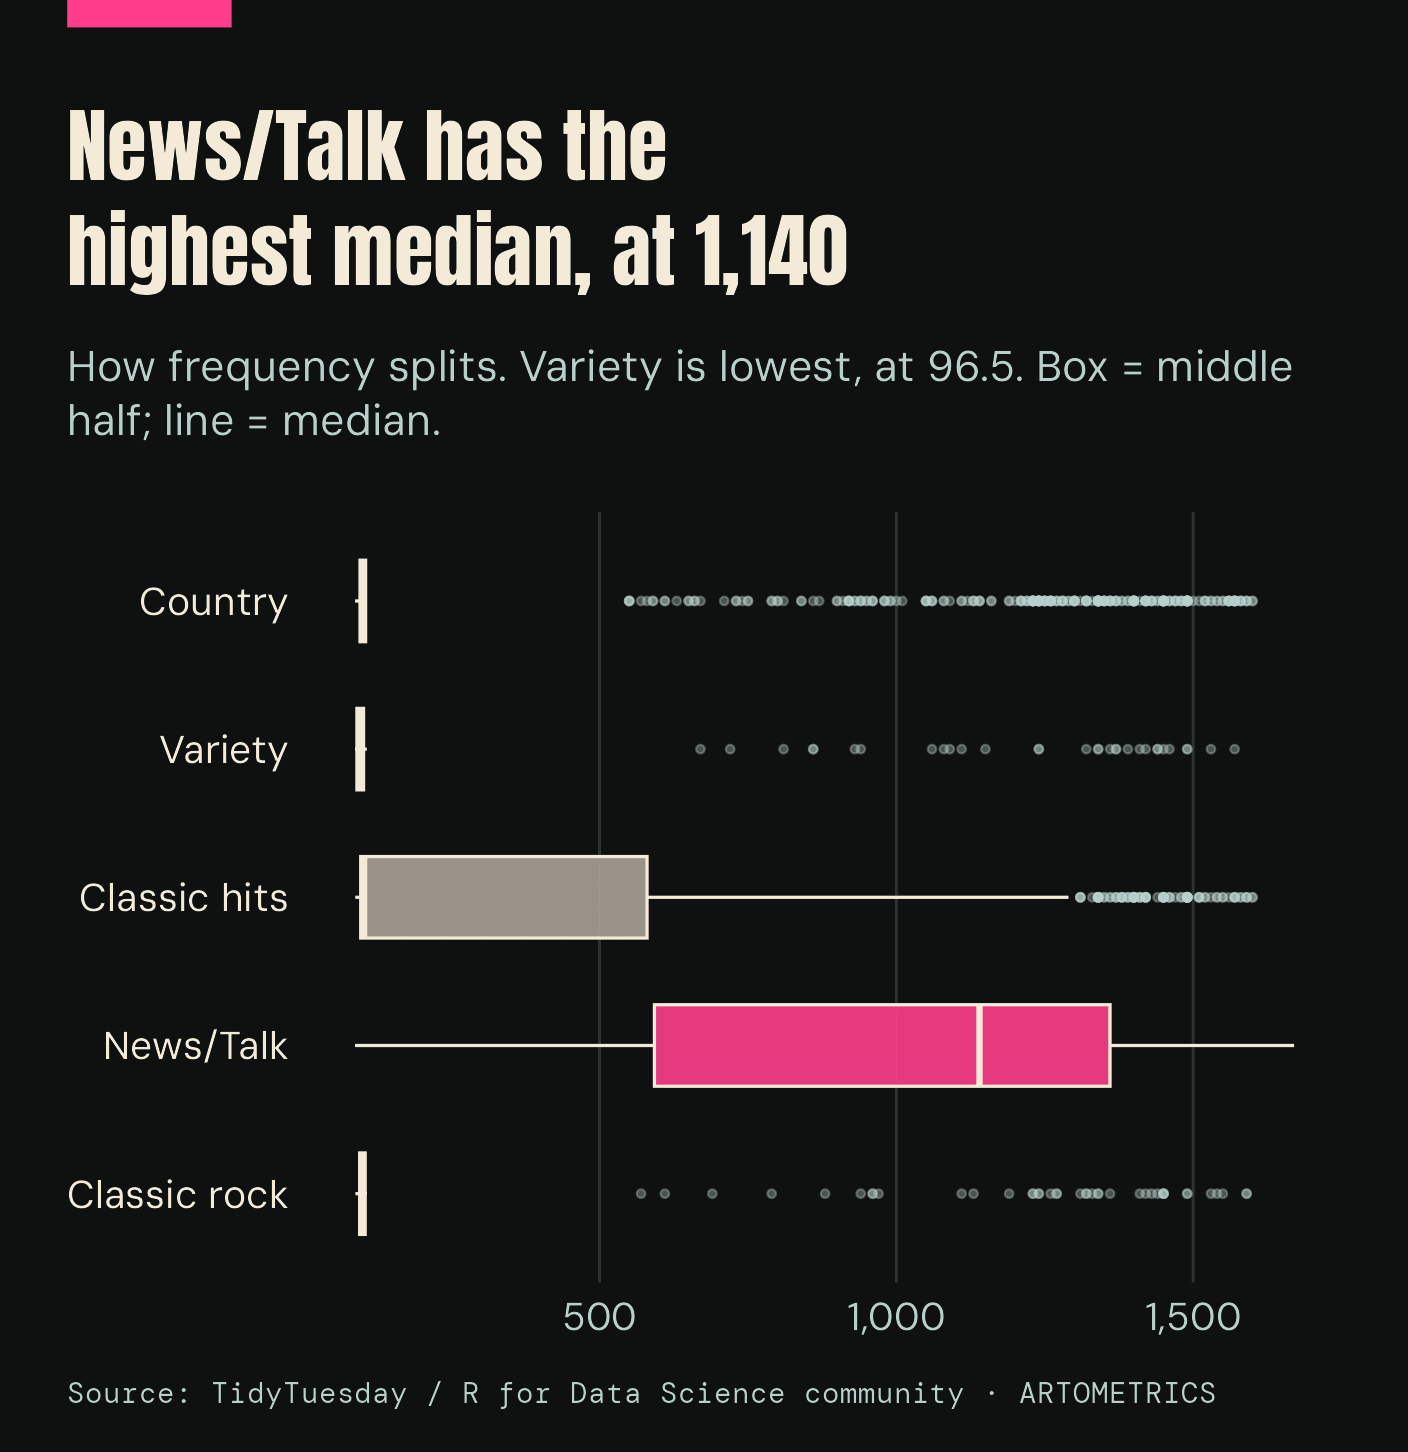 News/Talk has the
highest median, at 1,140
How frequency splits. Variety is lowest, at 96.5. Box = middle
half; line = median.
Country
Variety
Classic hits
News/Talk
Classic rock
500 1,000 1,500
Source: TidyTuesday / R for Data Science community · ARTOMETRICS